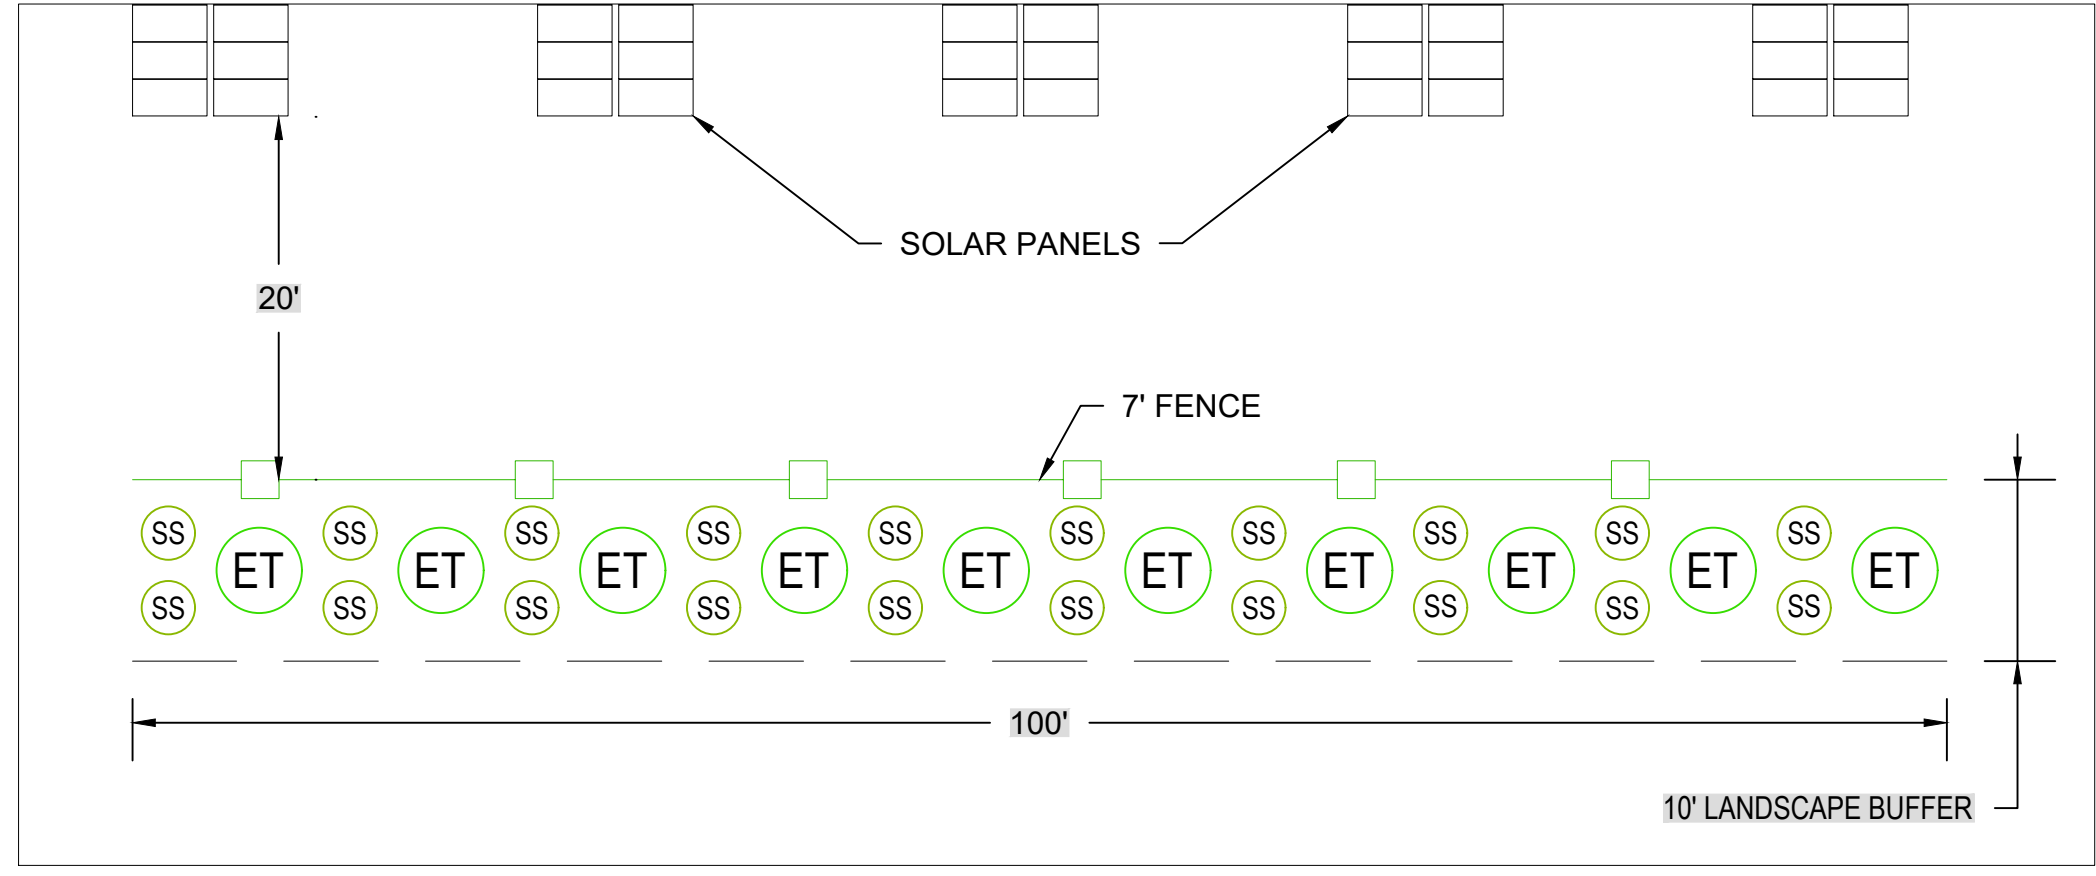 SOLAR PANELS
20'
7' FENCE
SS SS SS SS SS SS SS SS SS SS
ET ET ET ET ET ET ET ET ET ET
SS SS SS SS SS SS SS SS SS SS
100'
10' LANDSCAPE BUFFER